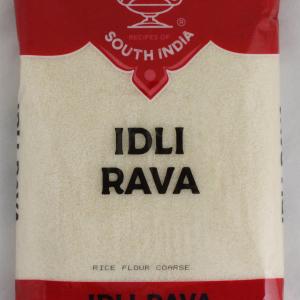 RECIPES OF
SOUTH INDIA
®
IDLI
RAVA
RICE FLOUR COARSE
IDLI RAVA